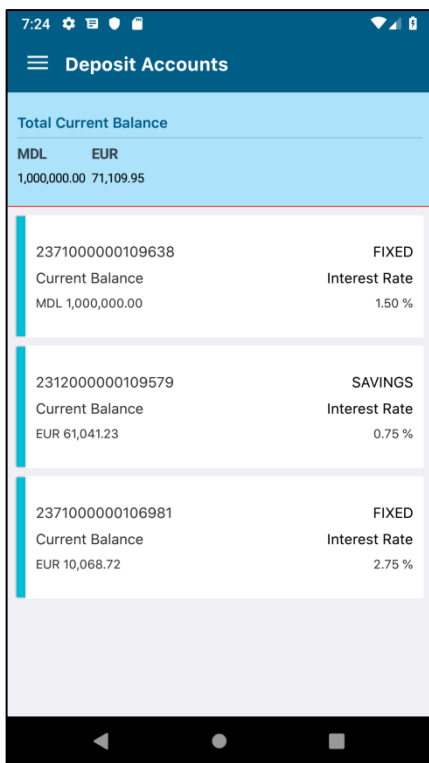 7:24
Deposit Accounts
Total Current Balance
MDL EUR
1,000,000.00 71,109.95
2371000000109638 FIXED
Current Balance Interest Rate
MDL 1,000,000.00 1.50 %
2312000000109579 SAVINGS
Current Balance Interest Rate
EUR 61,041.23 0.75 %
2371000000106981 FIXED
Current Balance Interest Rate
EUR 10,068.72 2.75 %